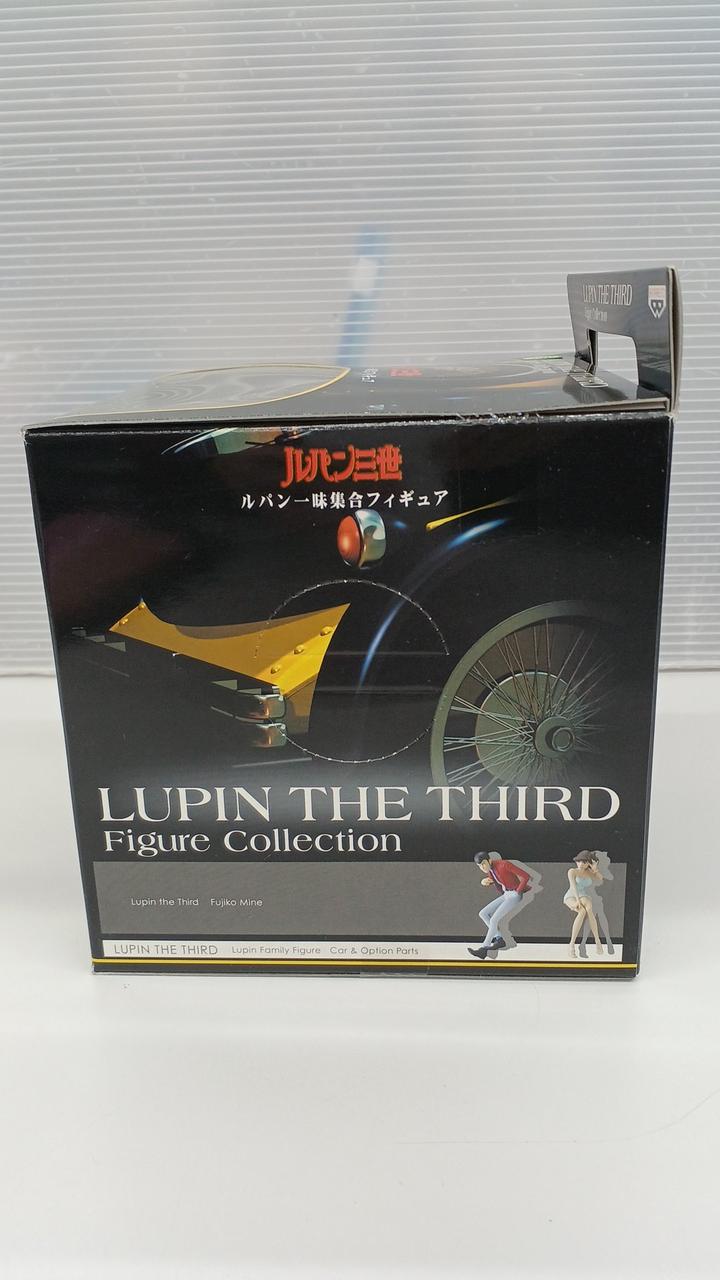 LUPIN THE THIRD
Figure Collection
ルパン三世
ルパン一味集合フィギュア
LUPIN THE THIRD
Figure Collection
Lupin the Third Fujiko Mine
LUPIN THE THIRD Lupin Family Figure Car & Option Parts